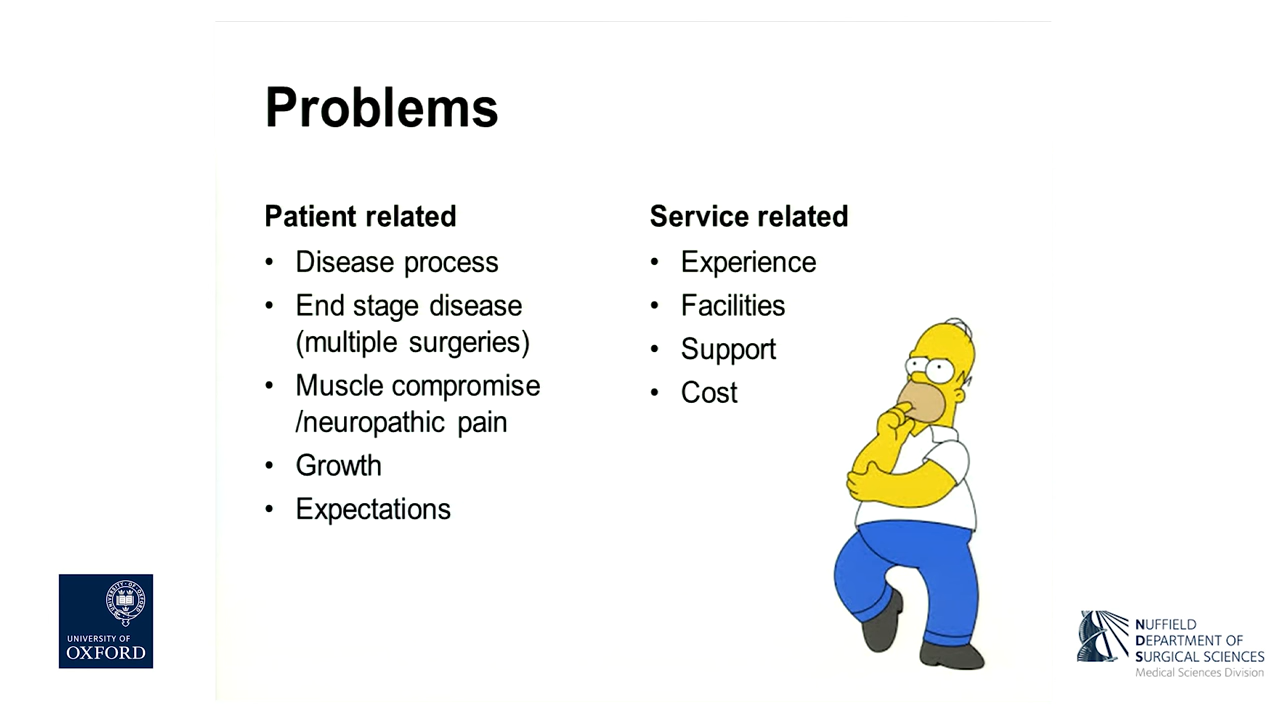 Problems
Patient related
• Disease process
• End stage disease
(multiple surgeries)
• Muscle compromise
/neuropathic pain
• Growth
• Expectations
Service related
• Experience
• Facilities
• Support
• Cost
UNIVERSITY OF
OXFORD
NUFFIELD
DEPARTMENT OF
SURGICAL SCIENCES
Medical Sciences Division